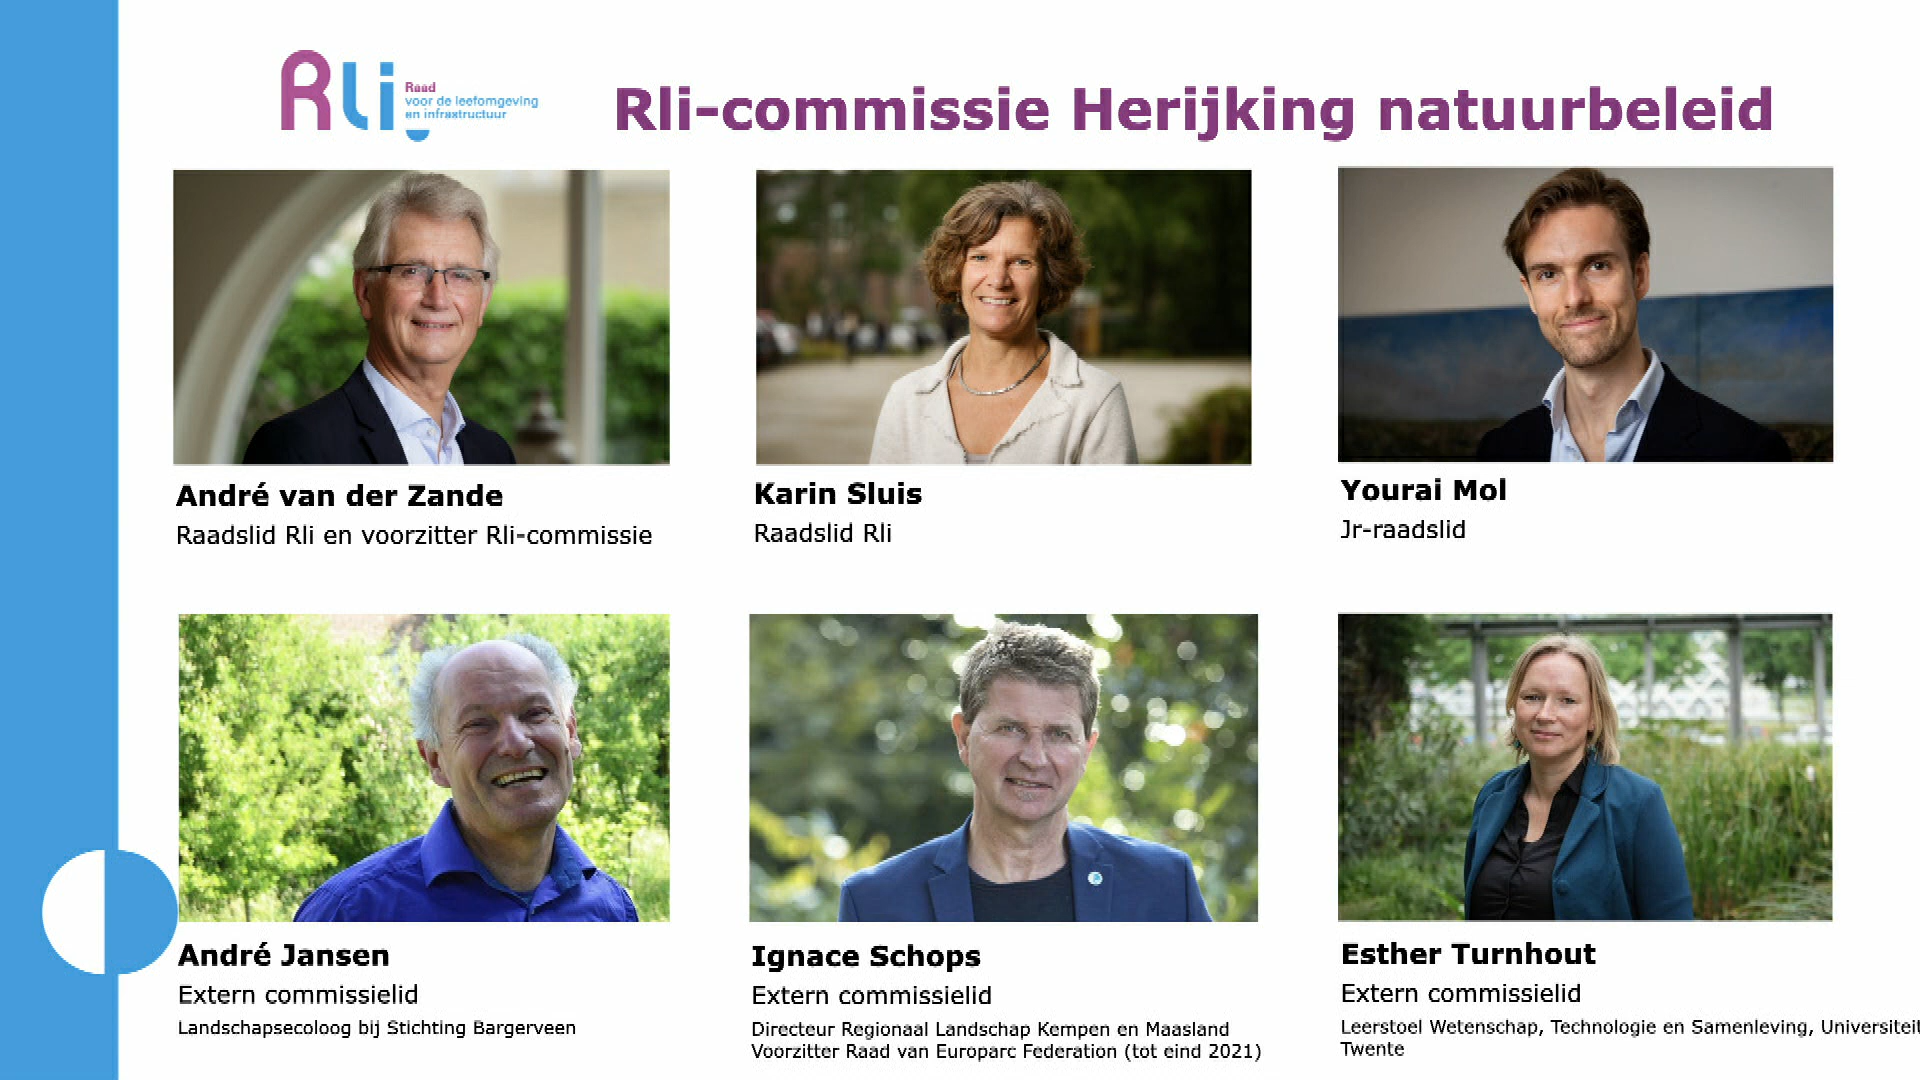 Rli Raad
voor de leefomgeving
en infrastructuur
Rli-commissie Herijking natuurbeleid
André van der Zande
Raadslid Rli en voorzitter Rli-commissie
Karin Sluis
Raadslid Rli
Yourai Mol
Jr-raadslid
André Jansen
Extern commissielid
Landschapsecoloog bij Stichting Bargerveen
Ignace Schops
Extern commissielid
Directeur Regionaal Landschap Kempen en Maasland
Voorzitter Raad van Europarc Federation (tot eind 2021)
Esther Turnhout
Extern commissielid
Leerstoel Wetenschap, Technologie en Samenleving, Universiteit
Twente